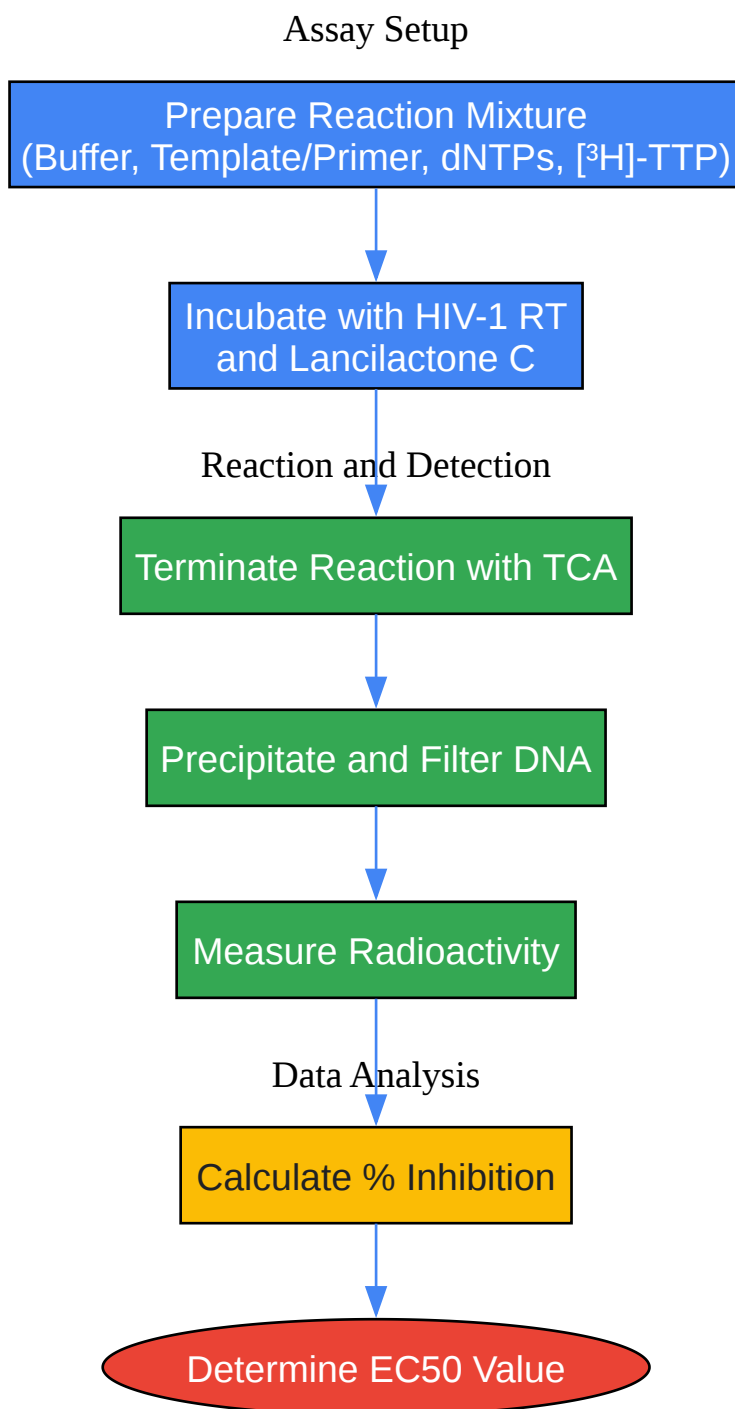 Assay Setup
Prepare Reaction Mixture
(Buffer, Template/Primer, dNTPs, [³H]-TTP)
Incubate with HIV-1 RT
and Lancilactone C
Reaction and Detection
Terminate Reaction with TCA
Precipitate and Filter DNA
Measure Radioactivity
Data Analysis
Calculate % Inhibition
Determine EC50 Value